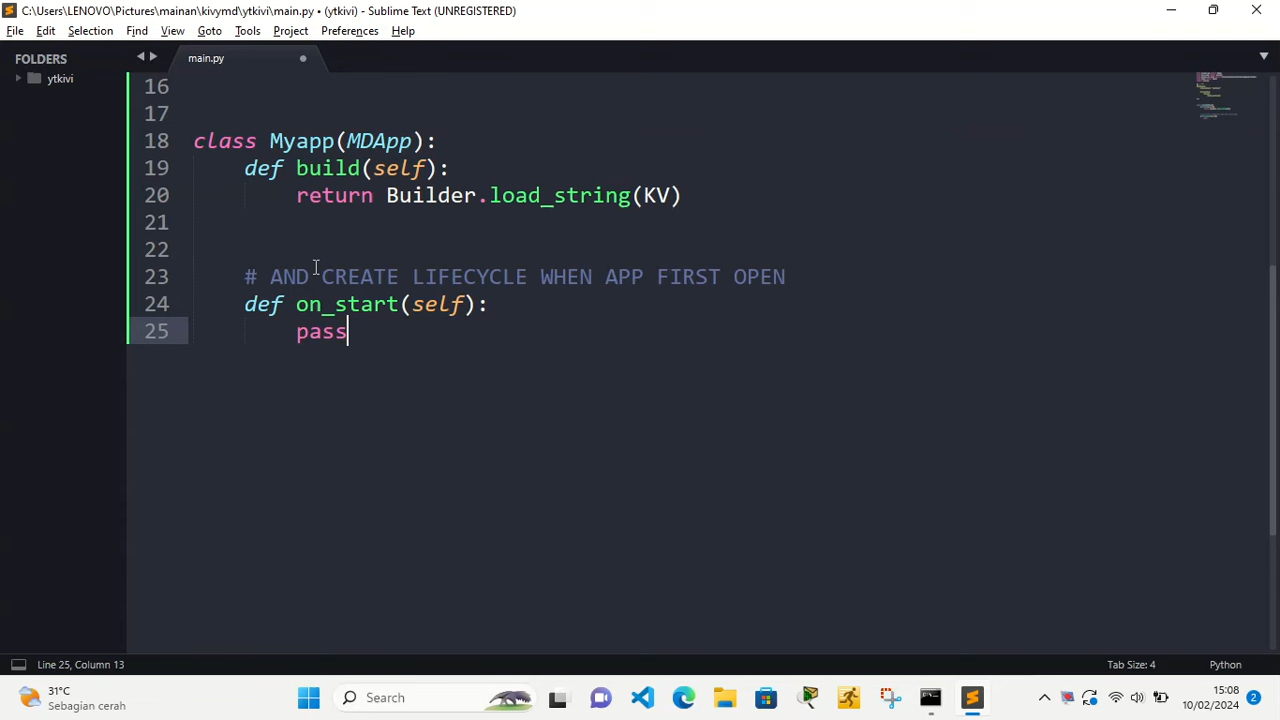 C:\Users\LENOVO\Pictures\mainan\kivymd\ytkivi\main.py • (ytkivi) - Sublime Text (UNREGISTERED)
File Edit Selection Find View Goto Tools Project Preferences Help
FOLDERS
ytkivi
main.py
16
17
18 class Myapp(MDApp):
19 def build(self):
20 return Builder.load_string(KV)
21
22
23 # AND CREATE LIFECYCLE WHEN APP FIRST OPEN
24 def on_start(self):
25 pass
Line 25, Column 13 Tab Size: 4 Python
31°C
Sebagian cerah
Search
15:08
10/02/2024
2